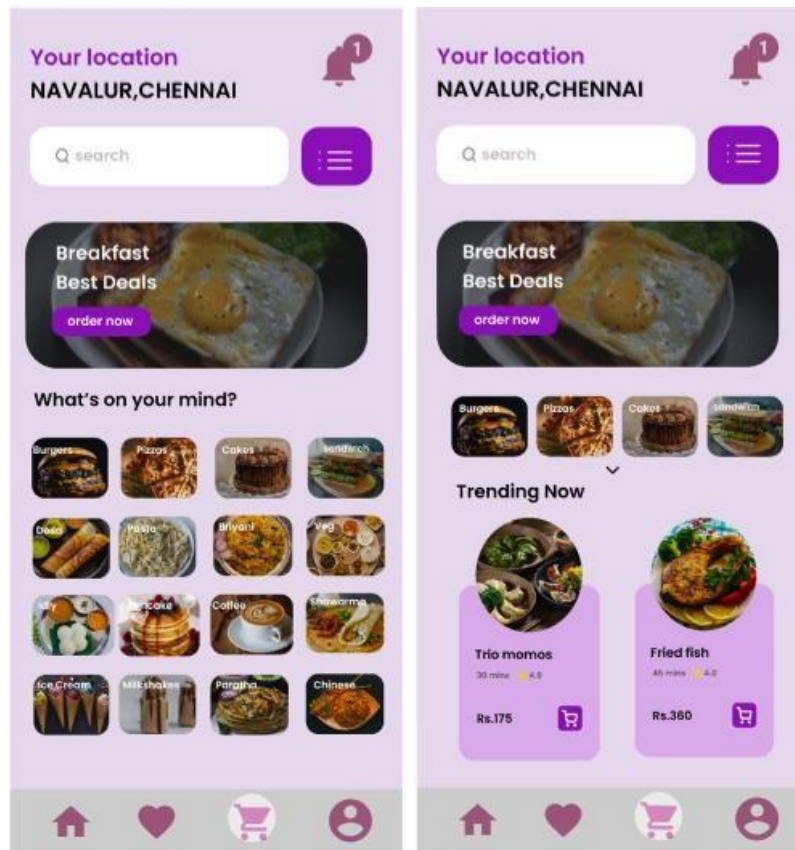 Your location
1
NAVALUR,CHENNAI
search
Breakfast
Best Deals
order now
What's on your mind?
Burgers Pizzas Cakes sandwich
Dosa Pasta Briyani Veg
Idly Pancake Coffee Shawarma
Ice Cream Milkshakes Paratha Chinese
Your location
1
NAVALUR,CHENNAI
search
Breakfast
Best Deals
order now
Burgers Pizzas Cakes sandwich
Trending Now
Trio momos
30 mins 4.8
Rs.175
Fried fish
45 mins 4.0
Rs.360